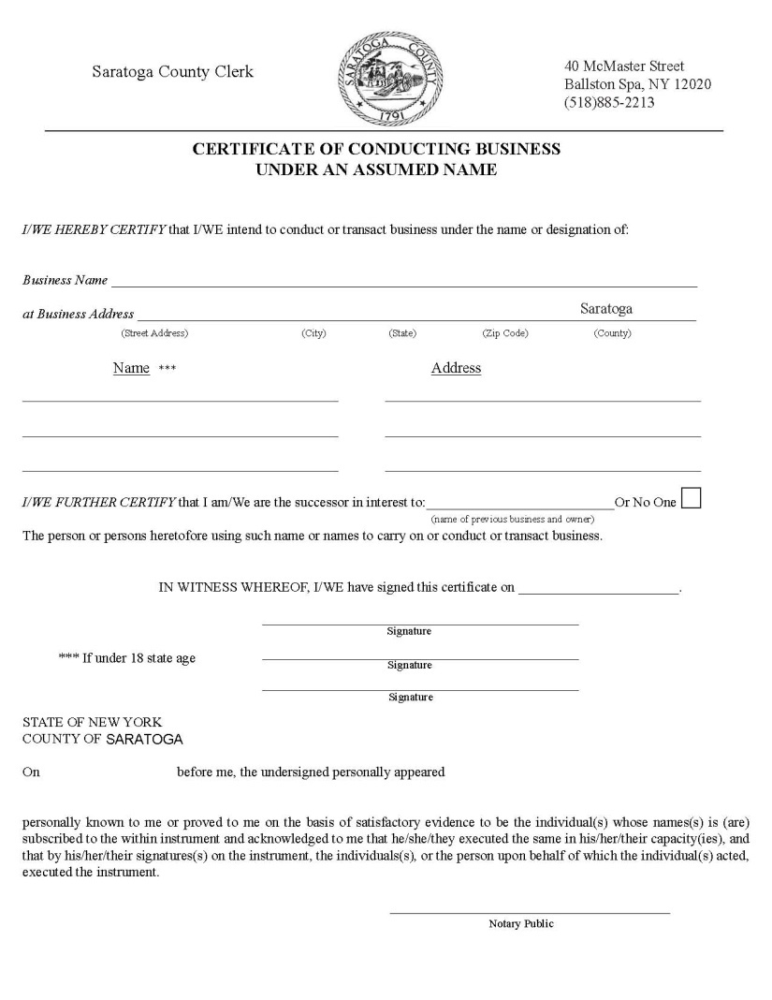 Saratoga County Clerk
SARATOGA COUNTY
1791
40 McMaster Street
Ballston Spa, NY 12020
(518)885-2213
CERTIFICATE OF CONDUCTING BUSINESS
UNDER AN ASSUMED NAME
I/WE HEREBY CERTIFY that I/WE intend to conduct or transact business under the name or designation of:
Business Name
at Business Address Saratoga
(Street Address) (City) (State) (Zip Code) (County)
Name *** Address
I/WE FURTHER CERTIFY that I am/We are the successor in interest to: Or No One
(name of previous business and owner)
The person or persons heretofore using such name or names to carry on or conduct or transact business.
IN WITNESS WHEREOF, I/WE have signed this certificate on .
Signature
*** If under 18 state age
Signature
Signature
STATE OF NEW YORK
COUNTY OF SARATOGA
On before me, the undersigned personally appeared
personally known to me or proved to me on the basis of satisfactory evidence to be the individual(s) whose names(s) is (are)
subscribed to the within instrument and acknowledged to me that he/she/they executed the same in his/her/their capacity(ies), and
that by his/her/their signatures(s) on the instrument, the individuals(s), or the person upon behalf of which the individual(s) acted,
executed the instrument.
Notary Public